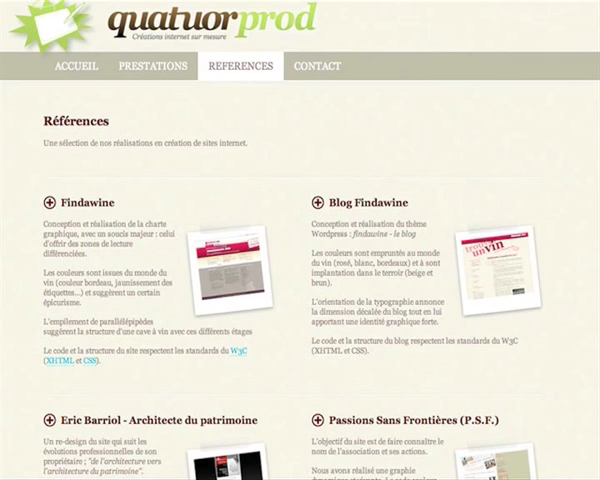 quatuorprod
Créations internet sur mesure
ACCUEIL PRESTATIONS REFERENCES CONTACT
Références
Une sélection de nos réalisations en création de sites internet.
Findawine
Conception et réalisation de la charte
graphique, avec un soucis majeur : celui
d'offrir des zones de lecture
différenciées.
Les couleurs sont issues du monde
du vin (couleur bordeau, jaunissement des
étiquettes...) et suggèrent un certain
épicurisme.
L'empilement de parallélépipèdes
suggèrent la structure d'une cave à vin avec ces différents étages
Le code et la structure du site respectent les standards du W3C
(XHTML et CSS).
Blog Findawine
Conception et réalisation du thème
Wordpress : findawine - le blog
Les couleurs sont empruntés au monde
du vin (rosé, blanc, bordeaux) et à sont
implantation dans le terroir (beige et
brun).
L'orientation de la typographie annonce
la dimension décalée du blog tout en lui
apportant une identité graphique forte.
Le code et la structure du blog respectent les standards du W3C
(XHTML et CSS).
trouver
un vin
Eric Barriol - Architecte du patrimoine
Un re-design du site qui suit les
évolutions professionnelles de son
propriétaire ; "de l'architecture vers
l'architecture du patrimoine".
Passions Sans Frontières (P.S.F.)
L'objectif du site est de faire connaître le
nom de l'association et ses actions.
Nous avons réalisé une graphie